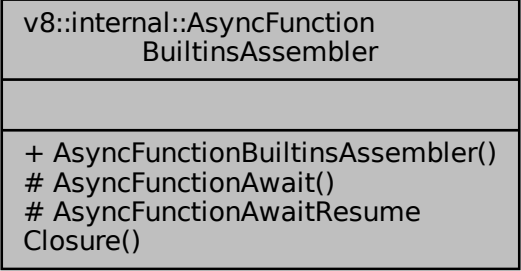 v8::internal::AsyncFunction
BuiltinsAssembler
+ AsyncFunctionBuiltinsAssembler()
# AsyncFunctionAwait()
# AsyncFunctionAwaitResume
Closure()